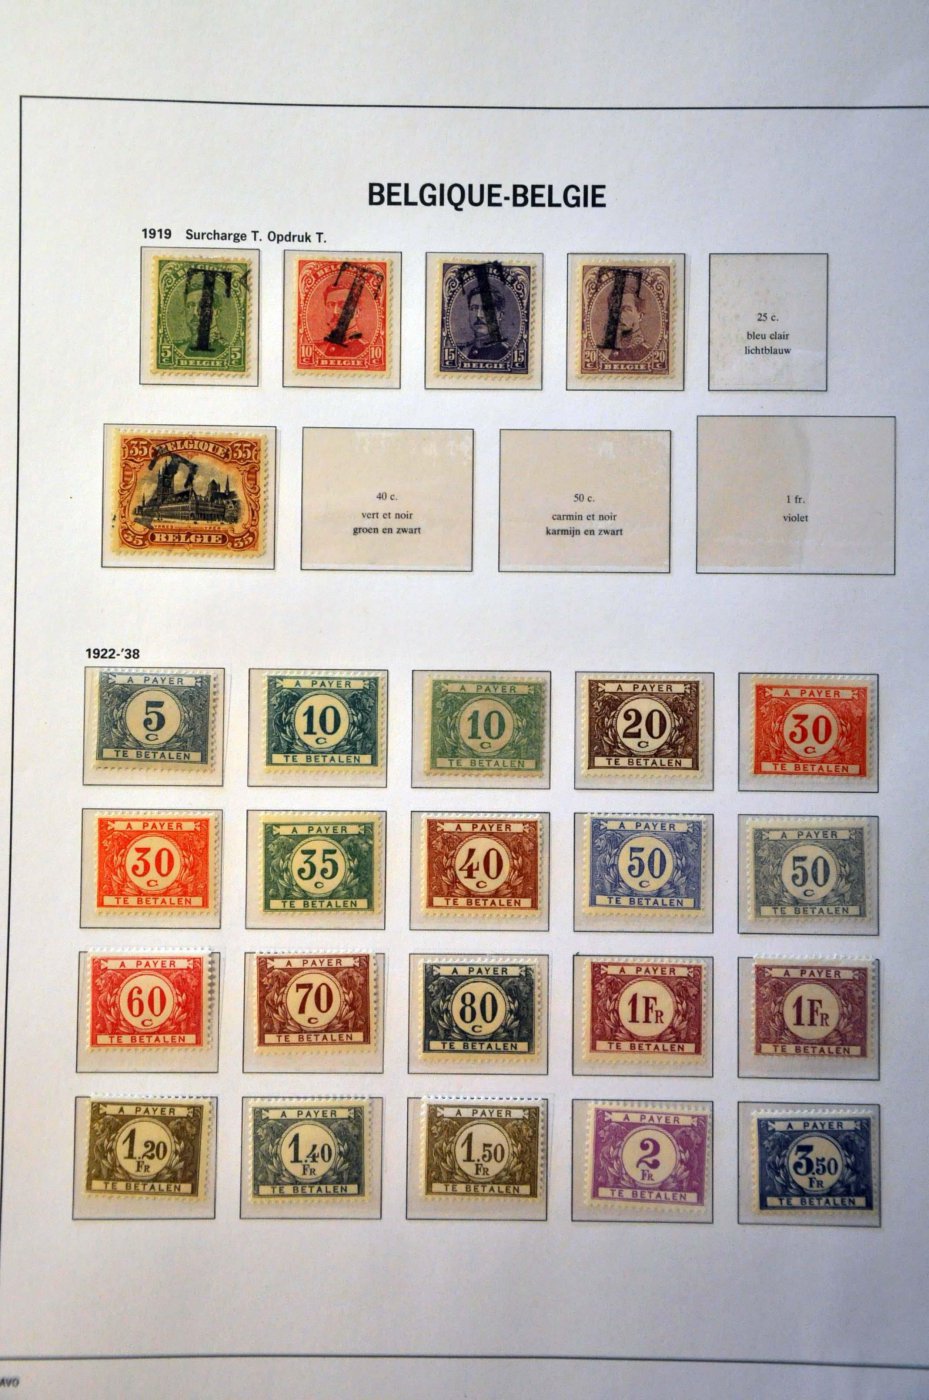 BELGIQUE-BELGIE
1919 Surcharge T. Opdruk T.
T
5 5
C C
BELGIE
T
10 10
C C
BELGIE
T
15 15
C C
BELGIE
T
20 20
C C
BELGIE
25 c.
bleu clair
lichtblauw
35 BELGIQUE 35
T
35 BELGIE 35
40 c.
vert et noir
groen en zwart
50 c.
carmin et noir
karmijn en zwart
1 fr.
violet
1922-'38
A PAYER
5
C
TE BETALEN
A PAYER
10
C
TE BETALEN
A PAYER
10
C
TE BETALEN
A PAYER
20
C
TE BETALEN
A PAYER
30
C
TE BETALEN
A PAYER
30
C
TE BETALEN
A PAYER
35
C
TE BETALEN
A PAYER
40
C
TE BETALEN
A PAYER
50
C
TE BETALEN
A PAYER
50
C
TE BETALEN
A PAYER
60
C
TE BETALEN
A PAYER
70
C
TE BETALEN
A PAYER
80
C
TE BETALEN
A PAYER
1FR
TE BETALEN
A PAYER
1FR
TE BETALEN
A PAYER
1.20
FR
TE BETALEN
A PAYER
1.40
FR
TE BETALEN
A PAYER
1.50
FR
TE BETALEN
A PAYER
2
FR
TE BETALEN
A PAYER
3.50
FR
TE BETALEN